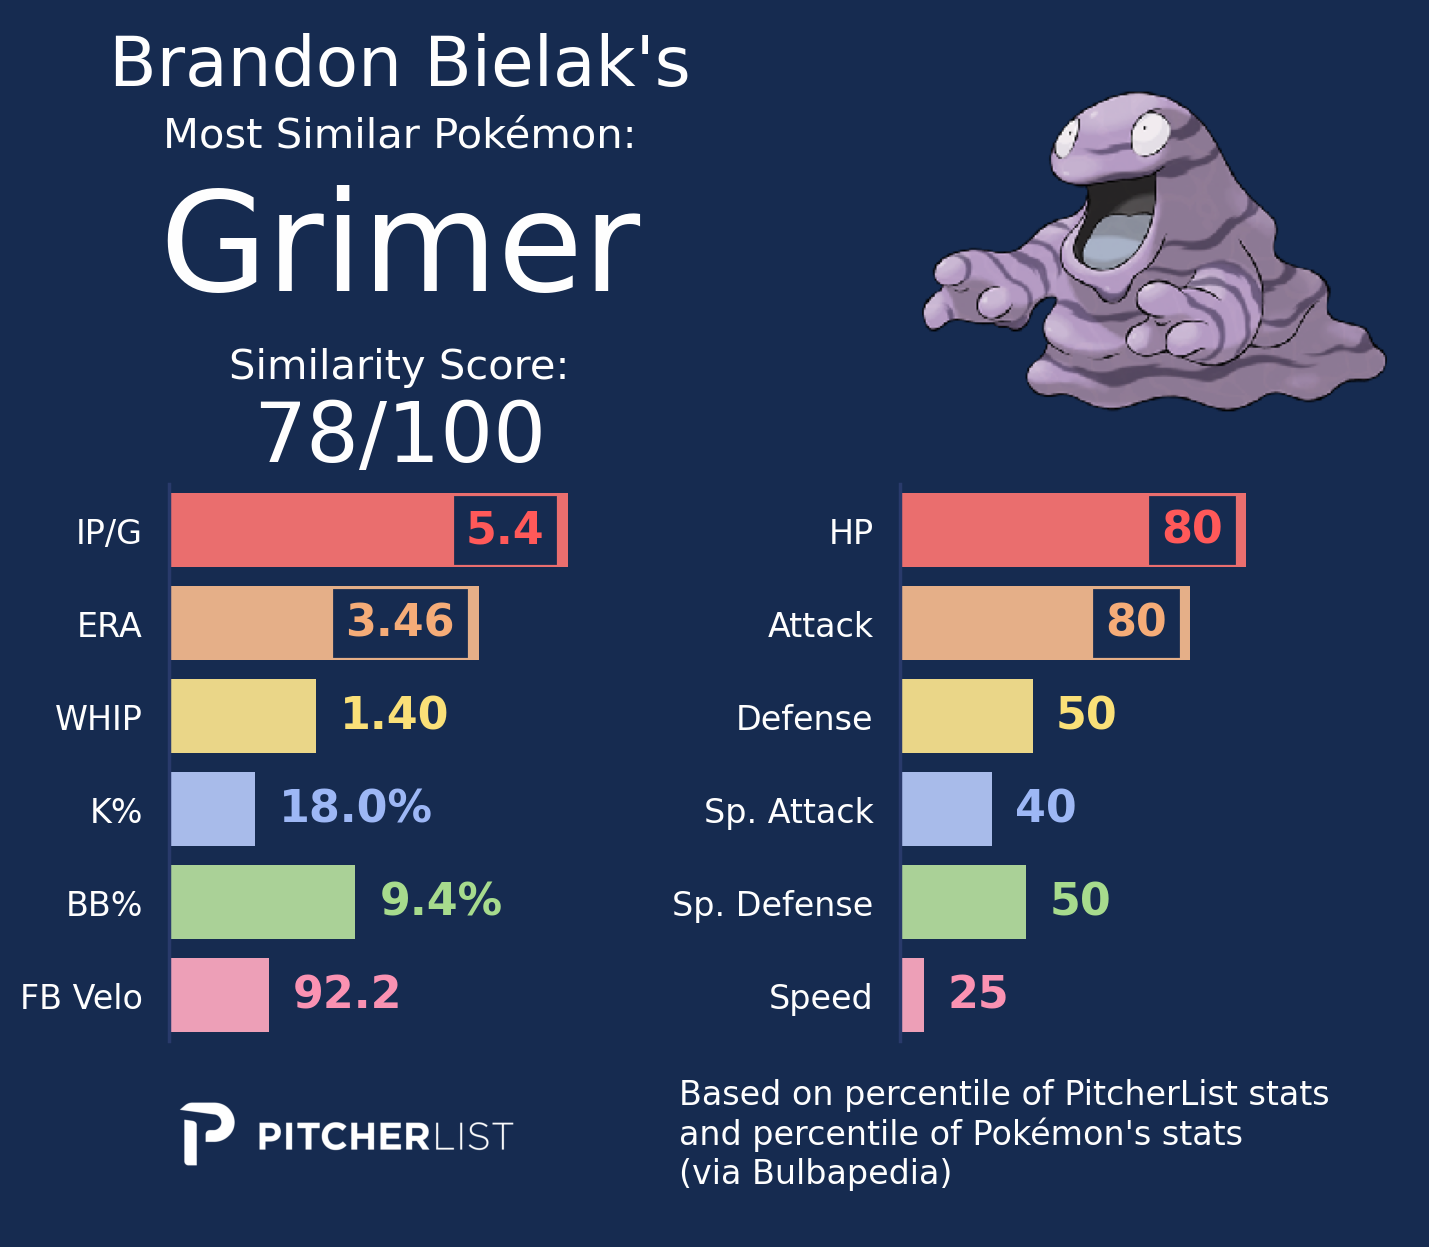 Brandon Bielak's
Most Similar Pokémon:
Grimer
Similarity Score:
78/100
IP/G 5.4
ERA 3.46
WHIP 1.40
K% 18.0%
BB% 9.4%
FB Velo 92.2
HP 80
Attack 80
Defense 50
Sp. Attack 40
Sp. Defense 50
Speed 25
PITCHERLIST
Based on percentile of PitcherList stats
and percentile of Pokémon's stats
(via Bulbapedia)